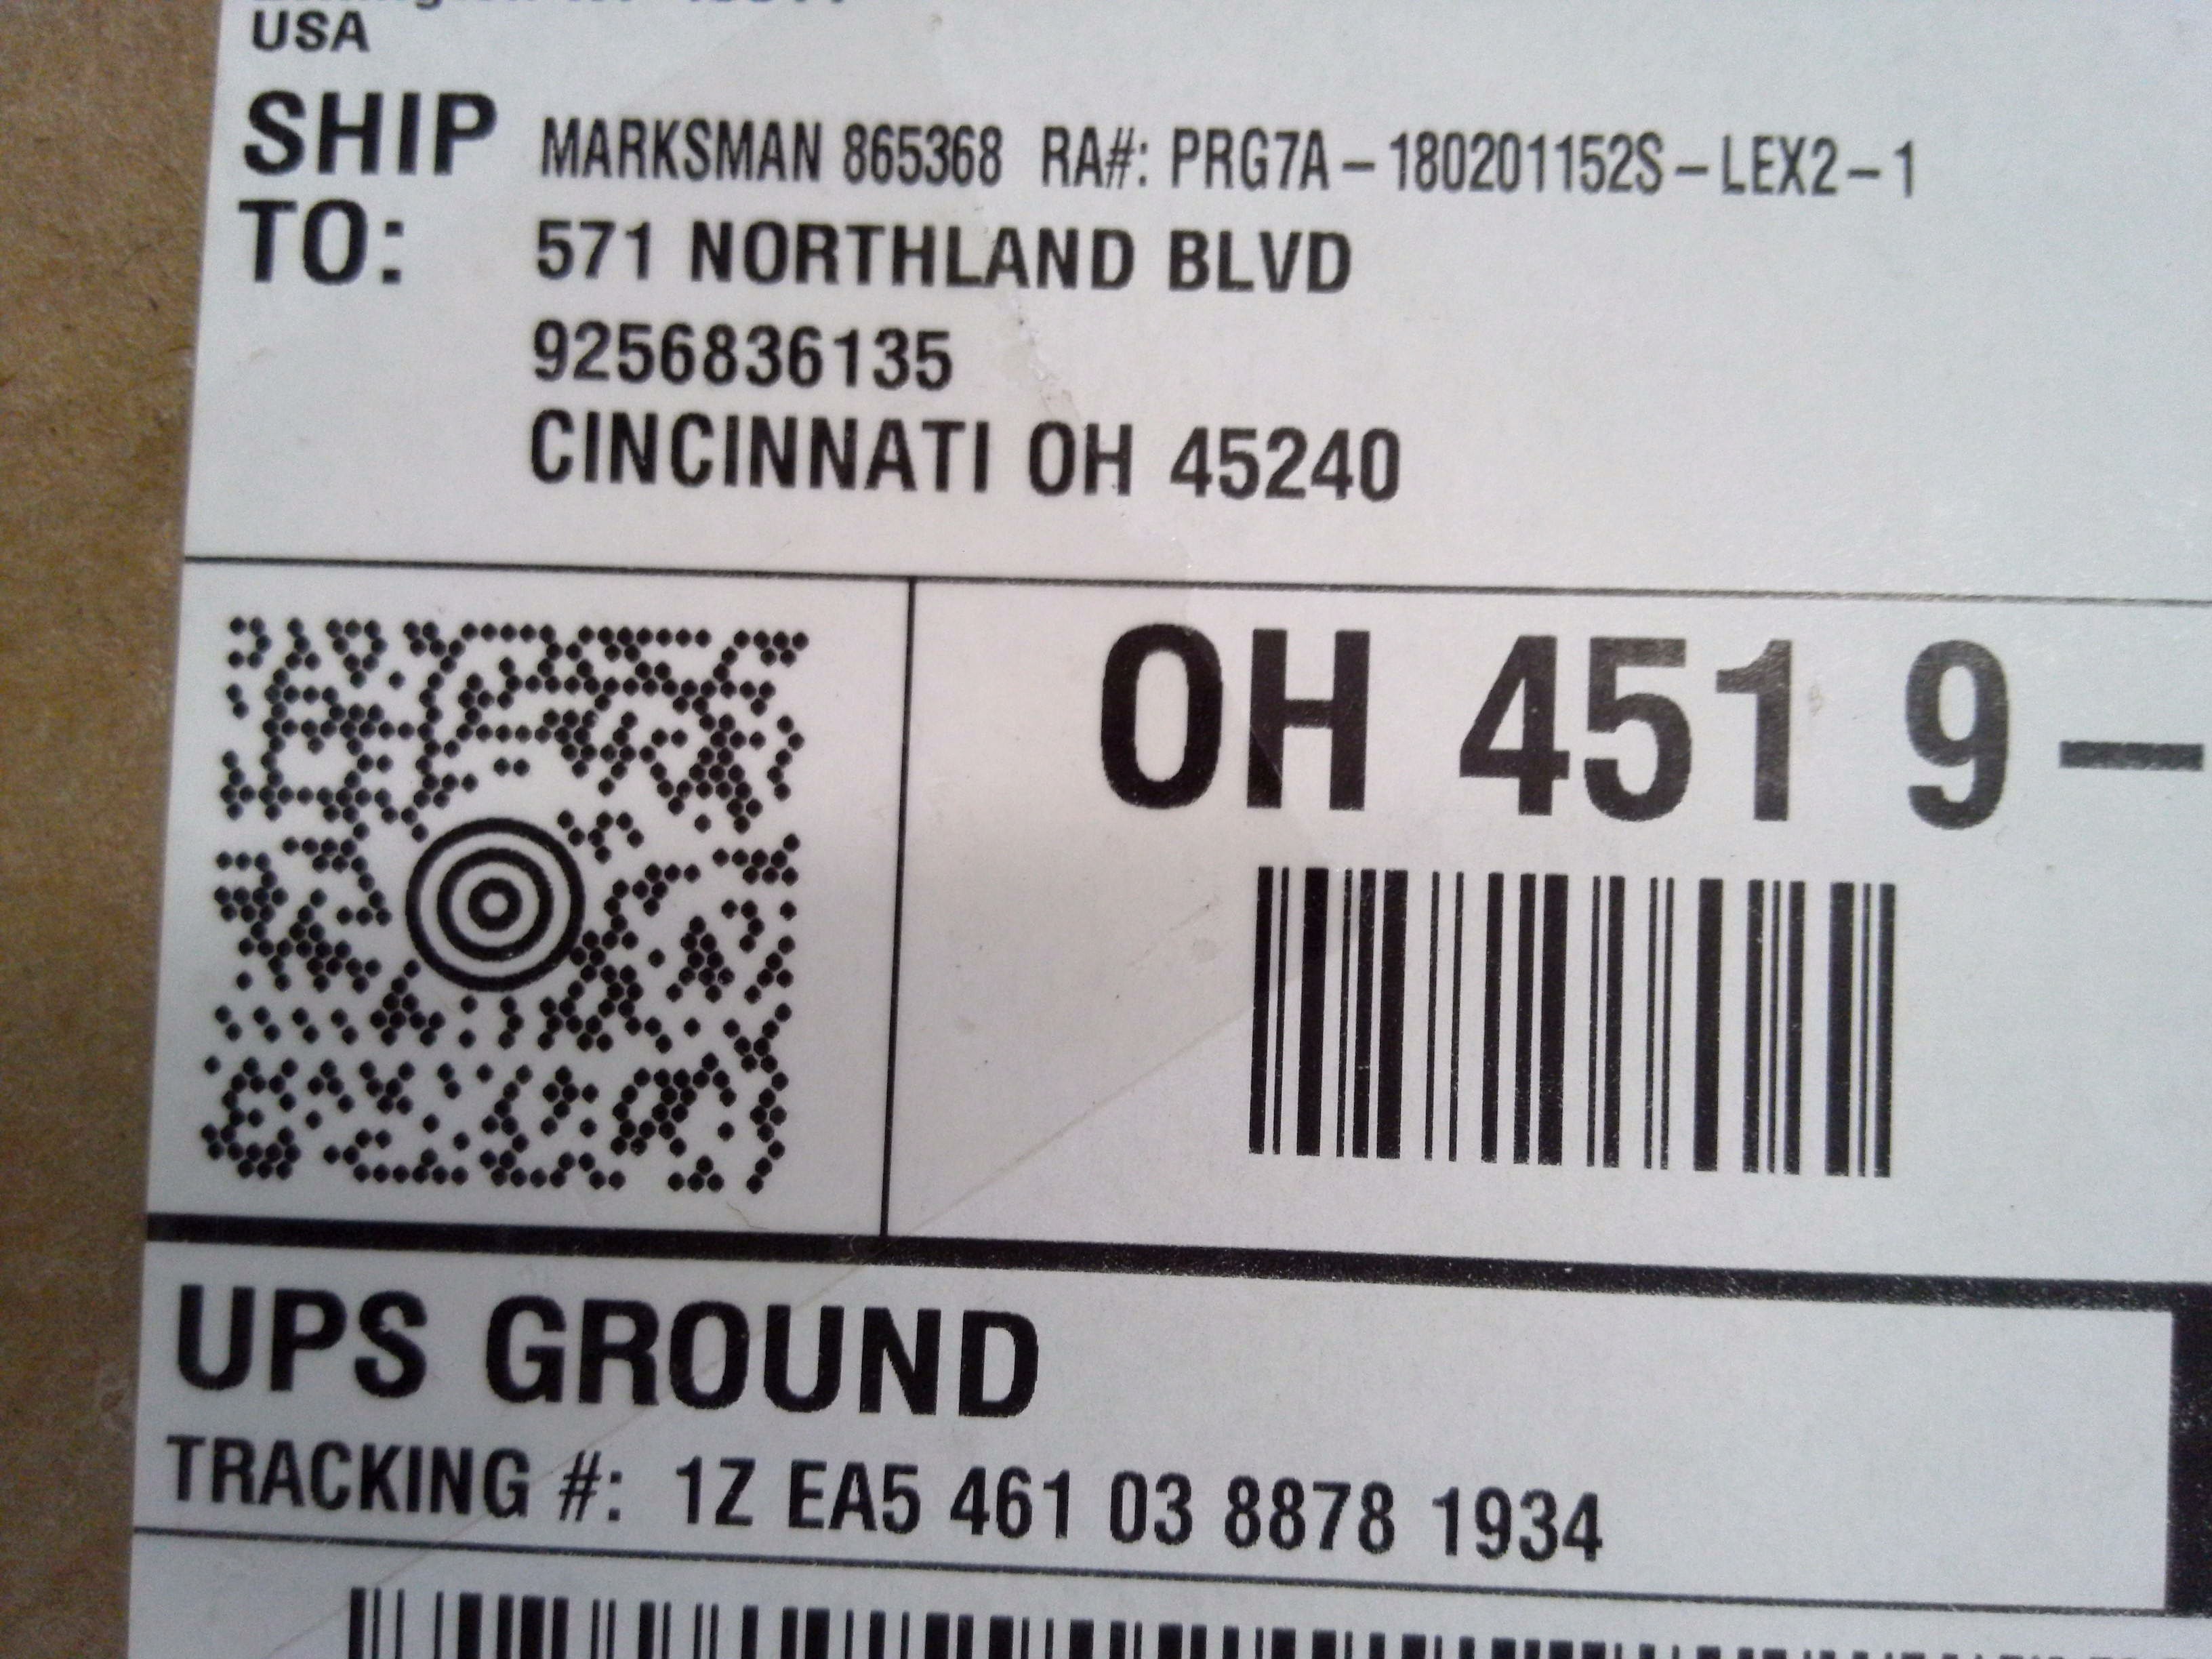 USA
SHIP TO:
MARKSMAN 865368 RA#: PRG7A-180201152S-LEX2-1
571 NORTHLAND BLVD
9256836135
CINCINNATI OH 45240
OH 451 9-
UPS GROUND
TRACKING #: 1Z EA5 461 03 8878 1934